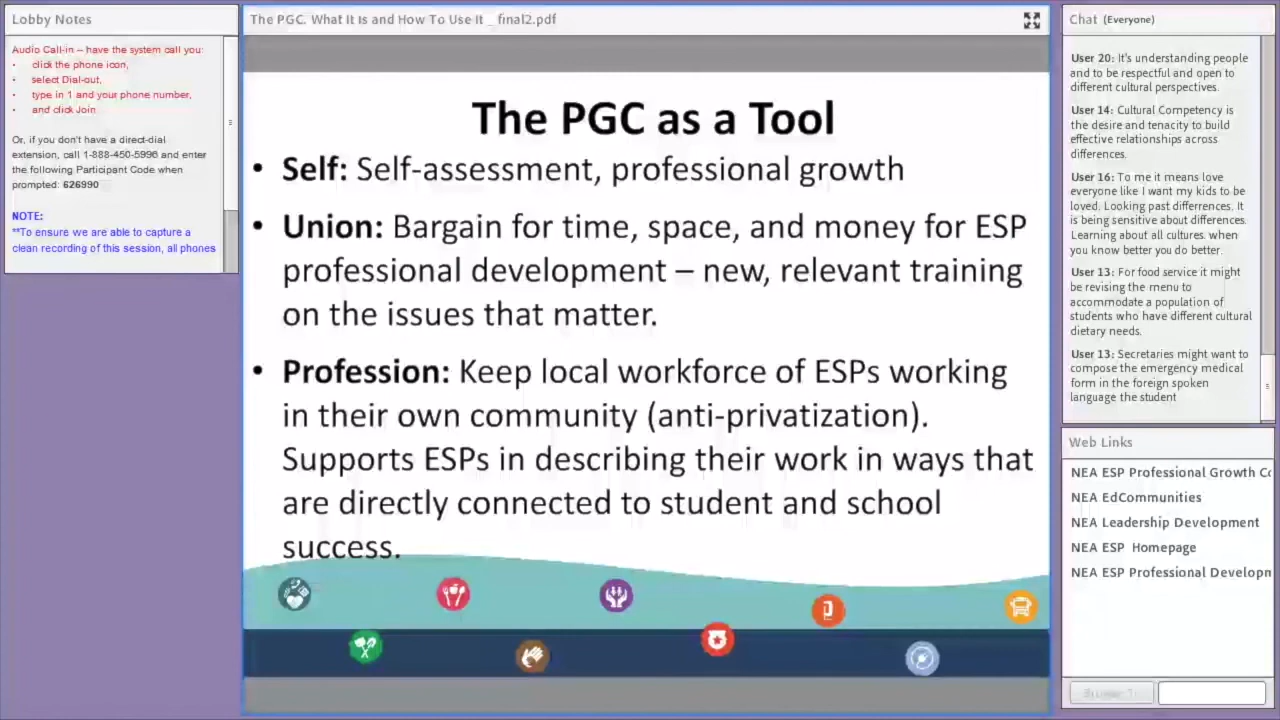 Lobby Notes
Audio Call-in – have the system call you:
• click the phone icon,
• select Dial-out,
• type in 1 and your phone number,
• and click Join
Or, if you don't have a direct-dial
extension, call 1-888-450-5996 and enter
the following Participant Code when
prompted: 626990
NOTE:
**To ensure we are able to capture a
clean recording of this session, all phones
The PGC. What It Is and How To Use It _ final2.pdf
The PGC as a Tool
• Self: Self-assessment, professional growth
• Union: Bargain for time, space, and money for ESP
professional development – new, relevant training
on the issues that matter.
• Profession: Keep local workforce of ESPs working
in their own community (anti-privatization).
Supports ESPs in describing their work in ways that
are directly connected to student and school
success.
Chat (Everyone)
User 20: It's understanding people
and to be respectful and open to
different cultural perspectives.
User 14: Cultural Competency is
the desire and tenacity to build
effective relationships across
differences.
User 16: To me it means love
everyone like I want my kids to be
loved. Looking past differences. It
is being sensitive about differences.
Learning about all cultures. when
you know better you do better.
User 13: For food service it might
be revising the menu to
accommodate a population of
students who have different cultural
dietary needs.
User 13: Secretaries might want to
compose the emergency medical
form in the foreign spoken
language the student
Web Links
NEA ESP Professional Growth Co
NEA EdCommunities
NEA Leadership Development
NEA ESP Homepage
NEA ESP Professional Developm